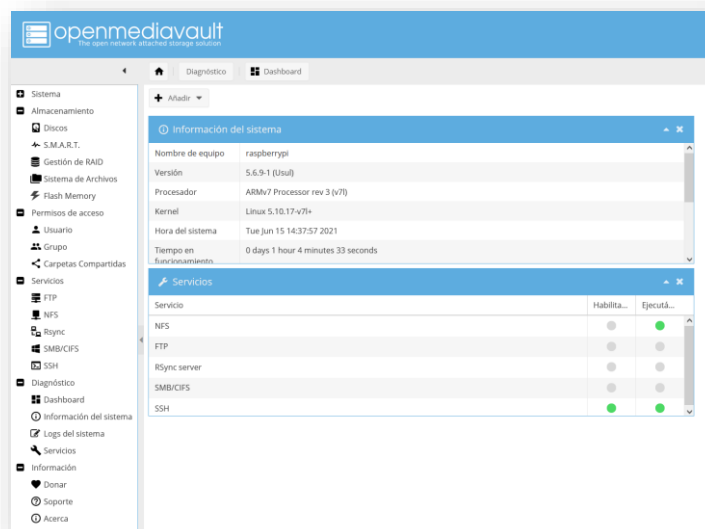 openmediavault
The open network attached storage solution
Diagnóstico
Dashboard
Añadir
Sistema
Almacenamiento
Discos
S.M.A.R.T.
Gestión de RAID
Sistema de Archivos
Flash Memory
Permisos de acceso
Usuario
Grupo
Carpetas Compartidas
Servicios
FTP
NFS
Rsync
SMB/CIFS
SSH
Diagnóstico
Dashboard
Información del sistema
Logs del sistema
Servicios
Información
Donar
Soporte
Acerca
Información del sistema
Nombre de equipo raspberrypi
Versión 5.6.9-1 (Usul)
Procesador ARMv7 Processor rev 3 (v7l)
Kernel Linux 5.10.17-v7l+
Hora del sistema Tue Jun 15 14:37:57 2021
Tiempo en funcionamiento 0 days 1 hour 4 minutes 33 seconds
Servicios
Servicio Habilita... Ejecutá...
NFS
FTP
RSync server
SMB/CIFS
SSH